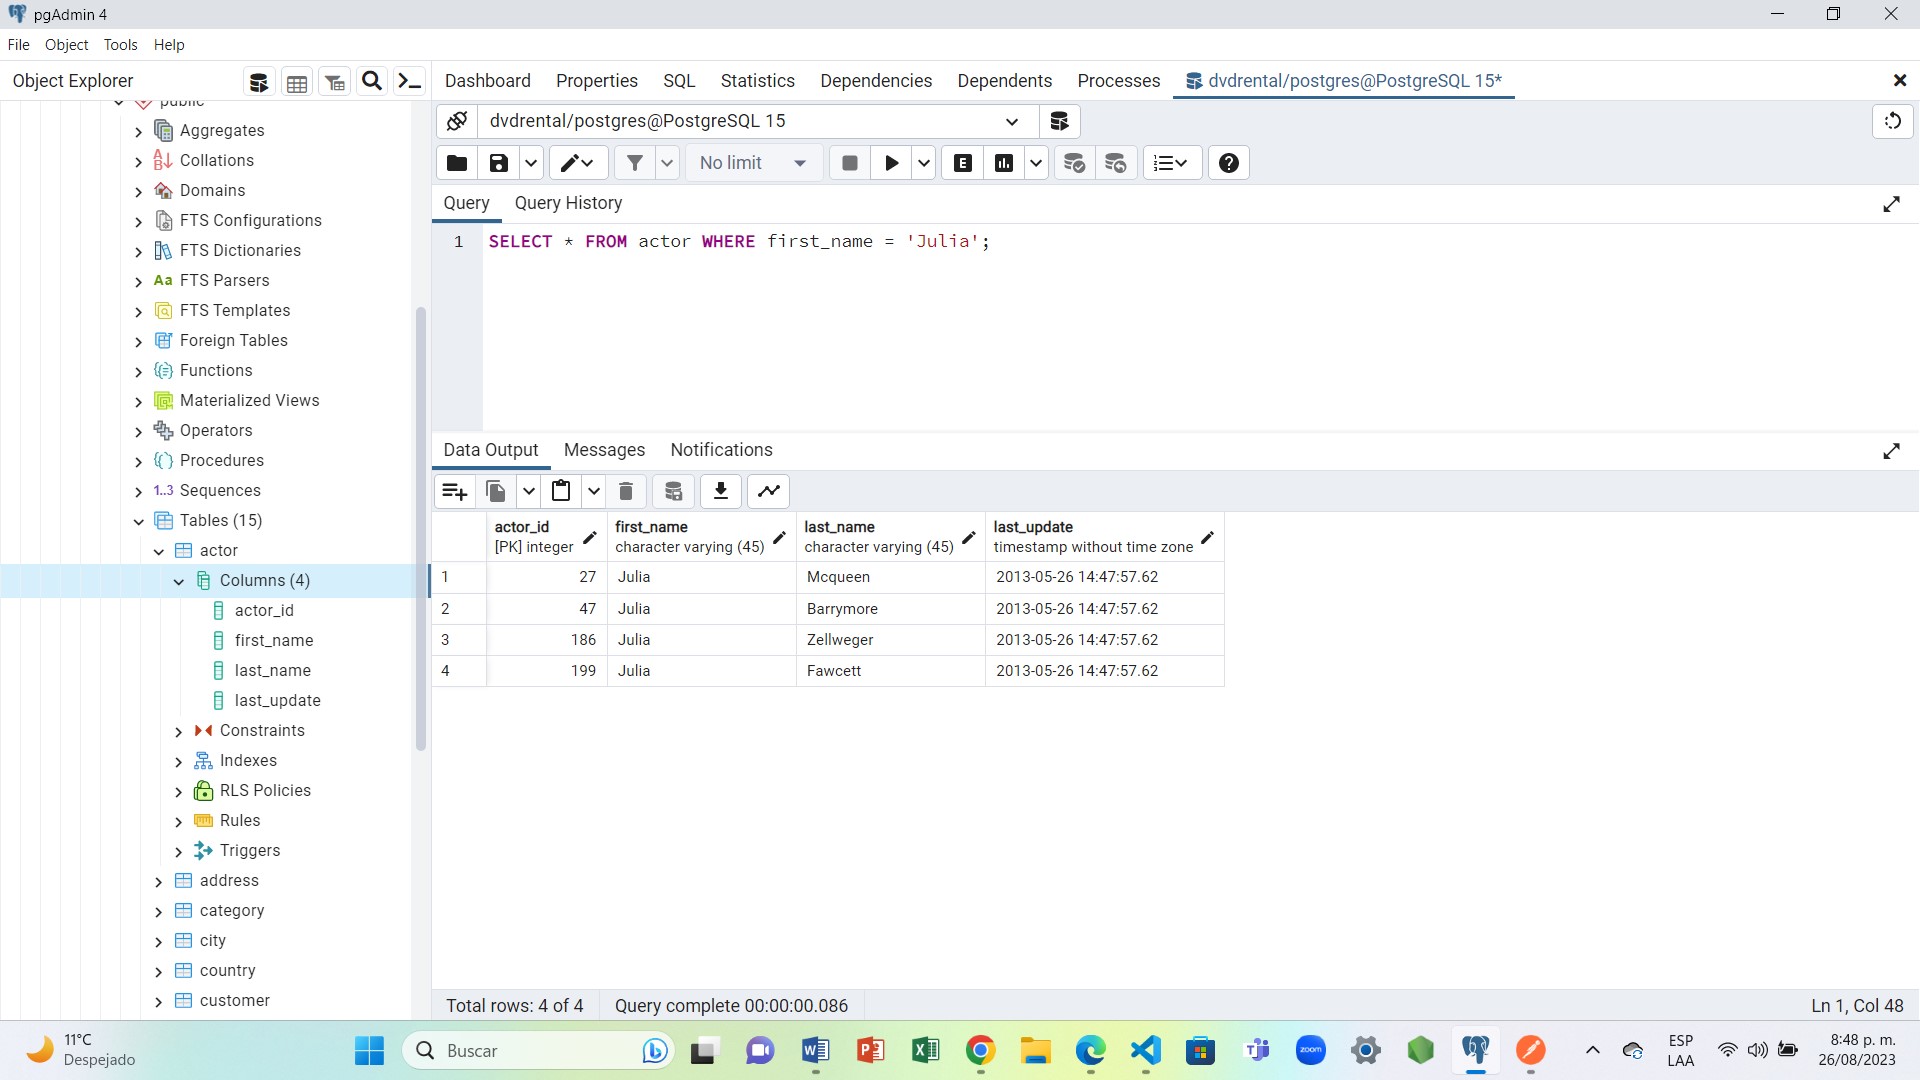 pgAdmin 4
File Object Tools Help
Object Explorer
Dashboard Properties SQL Statistics Dependencies Dependents Processes dvdrental/postgres@PostgreSQL 15*
public
Aggregates
Collations
Domains
FTS Configurations
FTS Dictionaries
Aa FTS Parsers
FTS Templates
Foreign Tables
Functions
Materialized Views
Operators
Procedures
1..3 Sequences
Tables (15)
actor
Columns (4)
actor_id
first_name
last_name
last_update
Constraints
Indexes
RLS Policies
Rules
Triggers
address
category
city
country
customer
dvdrental/postgres@PostgreSQL 15
No limit
E
Query Query History
1 SELECT * FROM actor WHERE first_name = 'Julia';
Data Output Messages Notifications
actor_id first_name last_name last_update
[PK] integer character varying (45) character varying (45) timestamp without time zone
1 27 Julia Mcqueen 2013-05-26 14:47:57.62
2 47 Julia Barrymore 2013-05-26 14:47:57.62
3 186 Julia Zellweger 2013-05-26 14:47:57.62
4 199 Julia Fawcett 2013-05-26 14:47:57.62
Total rows: 4 of 4 Query complete 00:00:00.086 Ln 1, Col 48
11°C
Despejado
Buscar
zoom
ESP
LAA
8:48 p. m.
26/08/2023